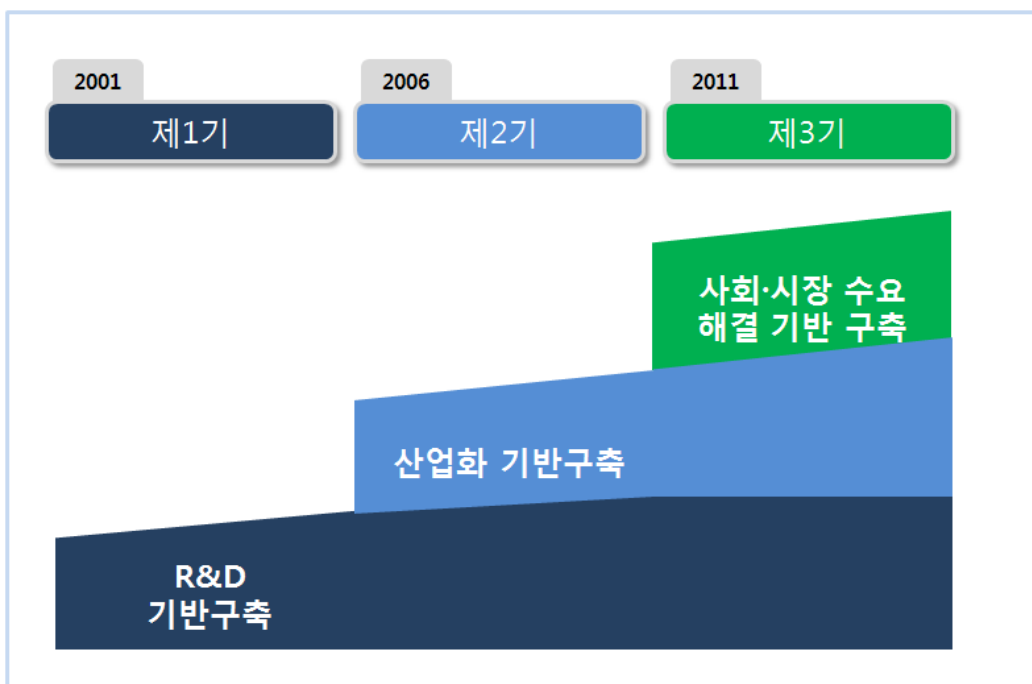 2001
2006
2011
제1기
제2기
제3기
사회·시장 수요
해결 기반 구축
산업화 기반구축
R&D
기반구축